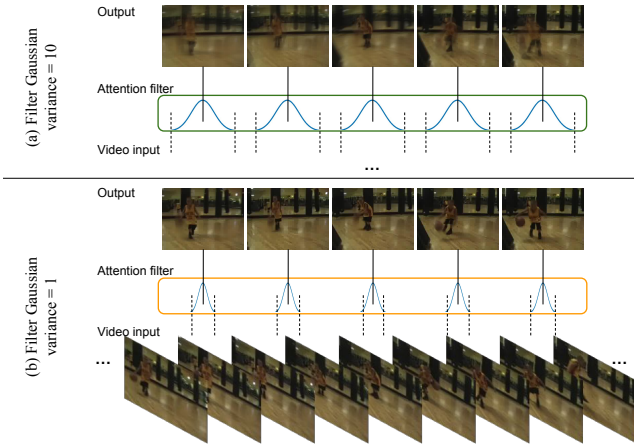 Output
(a) Filter Gaussian
variance = 10
Attention filter
Video input
...
Output
(b) Filter Gaussian
variance = 1
Attention filter
Video input
...
...